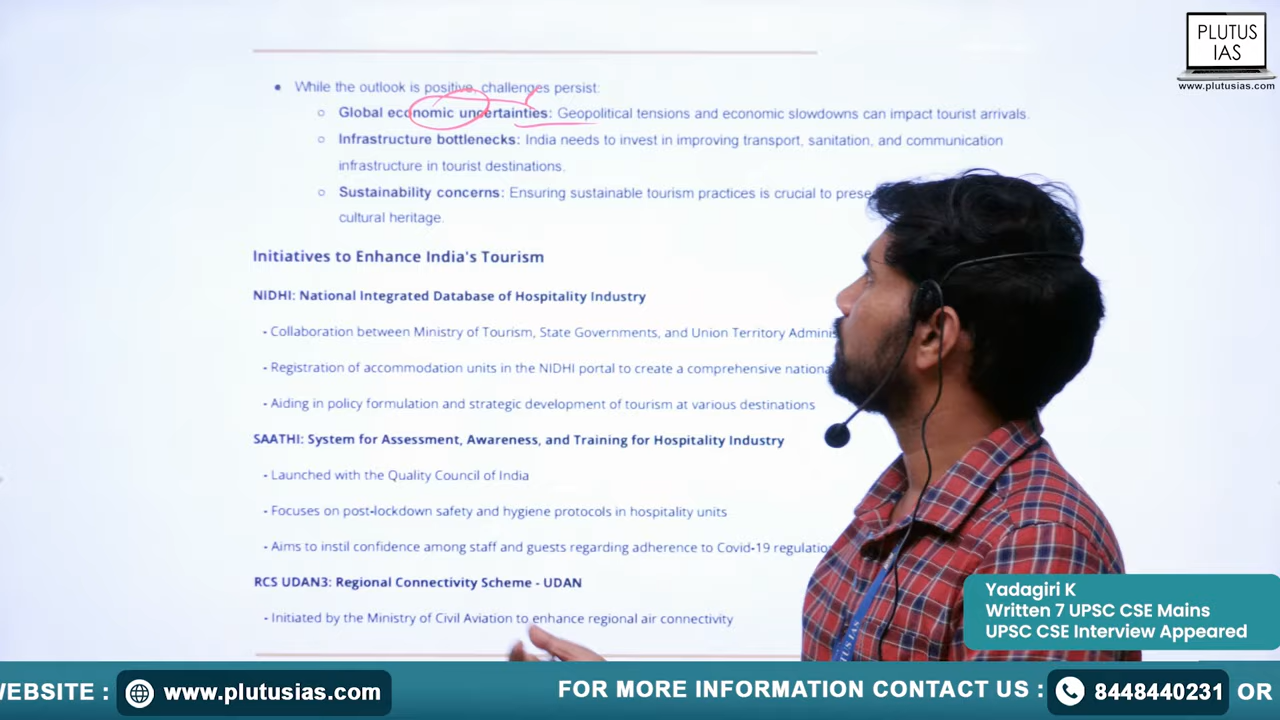 PLUTUS
IAS
www.plutusias.com
• While the outlook is positive, challenges persist:
○ Global economic uncertainties: Geopolitical tensions and economic slowdowns can impact tourist arrivals.
○ Infrastructure bottlenecks: India needs to invest in improving transport, sanitation, and communication
infrastructure in tourist destinations.
○ Sustainability concerns: Ensuring sustainable tourism practices is crucial to
cultural heritage.
Initiatives to Enhance India's Tourism
NIDHI: National Integrated Database of Hospitality Industry
- Collaboration between Ministry of Tourism, State Governments, and Union Territory
- Registration of accommodation units in the NIDHI portal to create a comprehensive
- Aiding in policy formulation and strategic development of tourism at various destinations
SAATHI: System for Assessment, Awareness, and Training for Hospitality Industry
- Launched with the Quality Council of India
- Focuses on post-lockdown safety and hygiene protocols in hospitality units
- Aims to instil confidence among staff and guests regarding adherence to Covid-19
RCS UDAN3: Regional Connectivity Scheme - UDAN
- Initiated by the Ministry of Civil Aviation to enhance regional air connectivity
Yadagiri K
Written 7 UPSC CSE Mains
UPSC CSE Interview Appeared
WEBSITE : www.plutusias.com
FOR MORE INFORMATION CONTACT US : 8448440231 OR